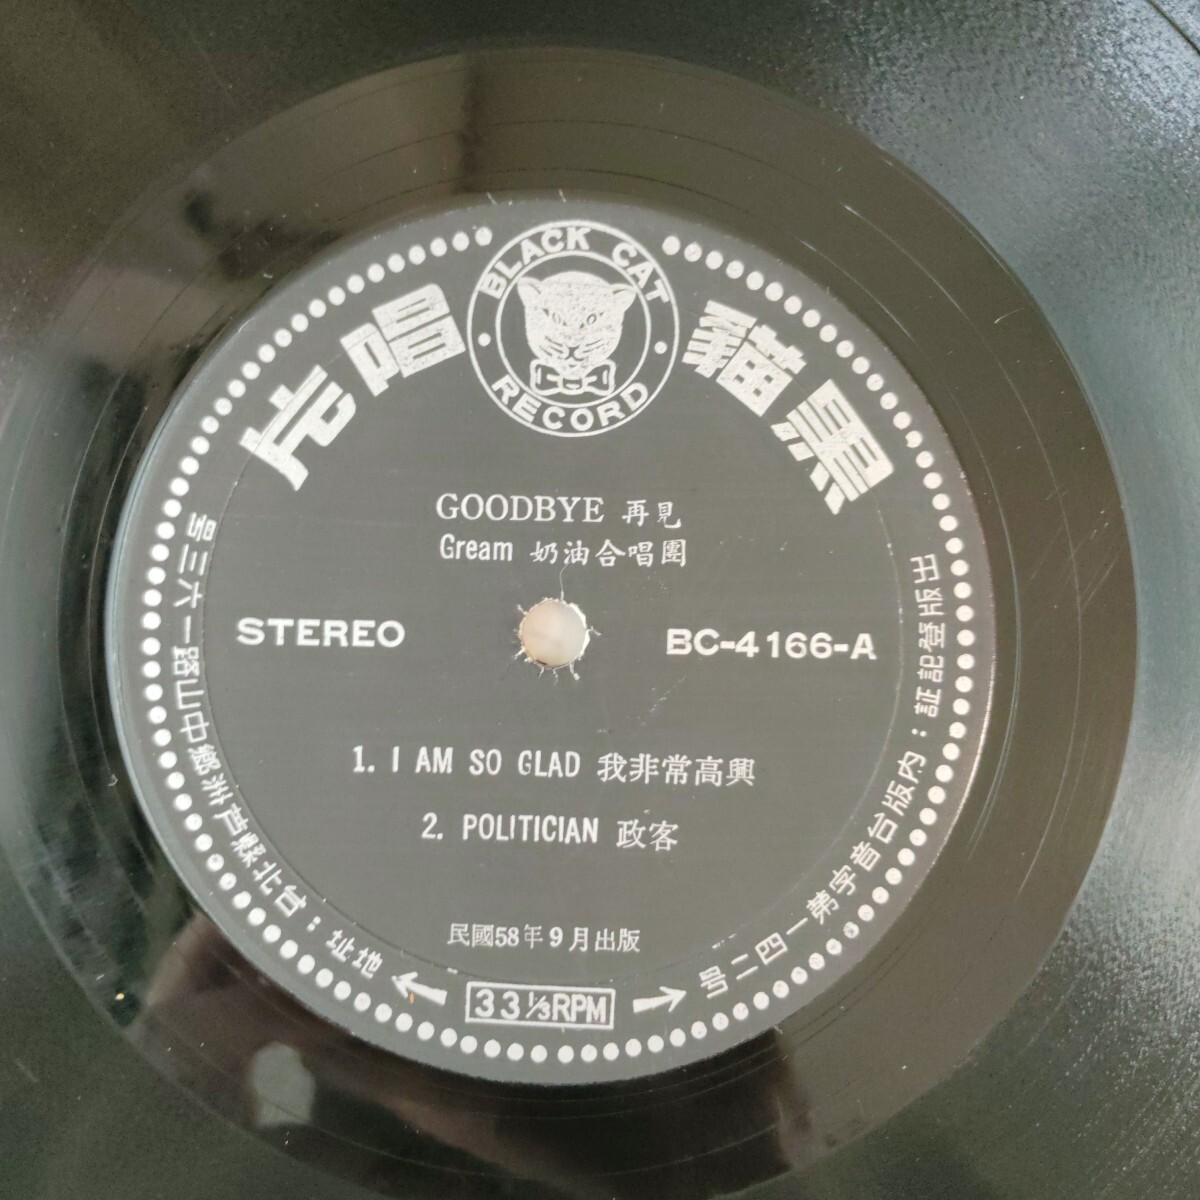 BLACK CAT
RECORD
黑貓唱片
GOODBYE 再見
Gream 奶油合唱團
STEREO
BC-4166-A
1. I AM SO GLAD 我非常高興
2. POLITICIAN 政客
民國58年9月出版
33⅓RPM
出版登記証：內版台音字第一四二号
地址：台北縣芦洲鄉中山路一六三号